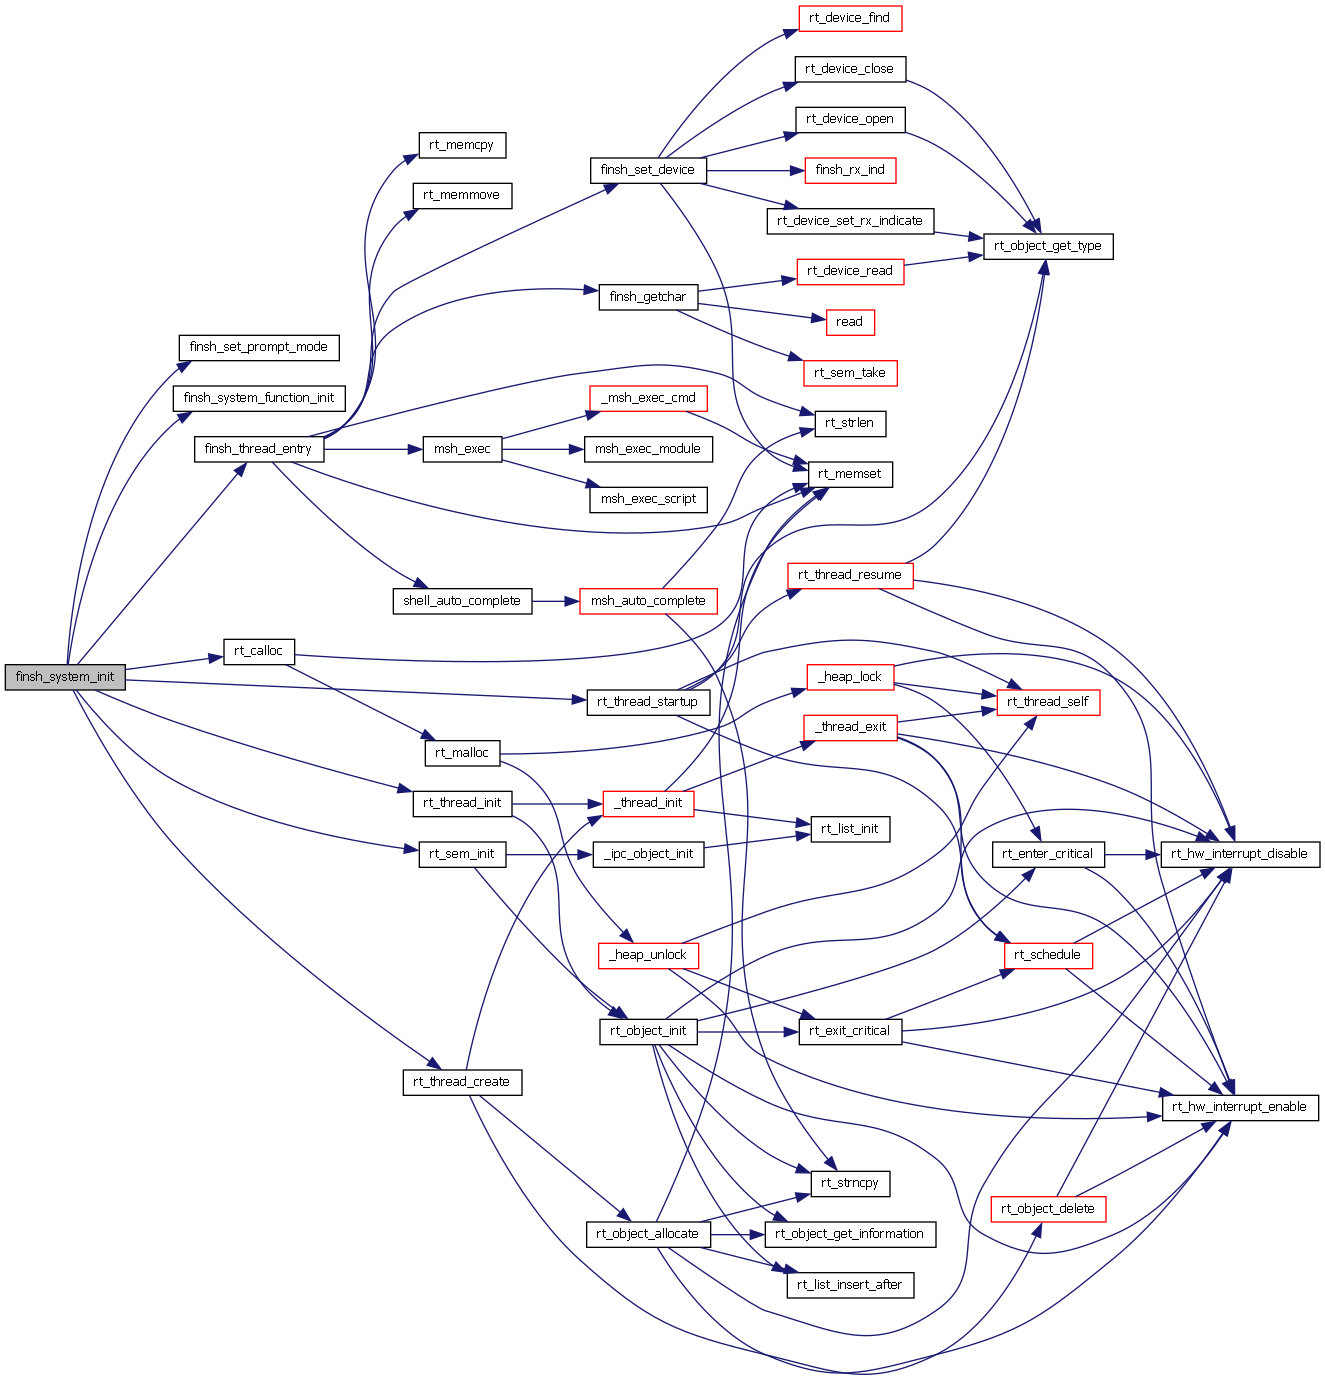 rt_device_find
rt_device_close
rt_device_open
rt_memcpy
finsh_set_device
finsh_rx_ind
rt_memmove
rt_device_set_rx_indicate
rt_object_get_type
rt_device_read
finsh_getchar
read
finsh_set_prompt_mode
rt_sem_take
finsh_system_function_init
_msh_exec_cmd
rt_strlen
finsh_thread_entry
msh_exec
msh_exec_module
rt_memset
msh_exec_script
rt_thread_resume
shell_auto_complete
msh_auto_complete
rt_calloc
finsh_system_init
_heap_lock
rt_thread_startup
rt_thread_self
_thread_exit
rt_malloc
rt_thread_init
_thread_init
rt_list_init
rt_sem_init
_ipc_object_init
rt_enter_critical
rt_hw_interrupt_disable
_heap_unlock
rt_schedule
rt_object_init
rt_exit_critical
rt_thread_create
rt_hw_interrupt_enable
rt_strncpy
rt_object_delete
rt_object_allocate
rt_object_get_information
rt_list_insert_after